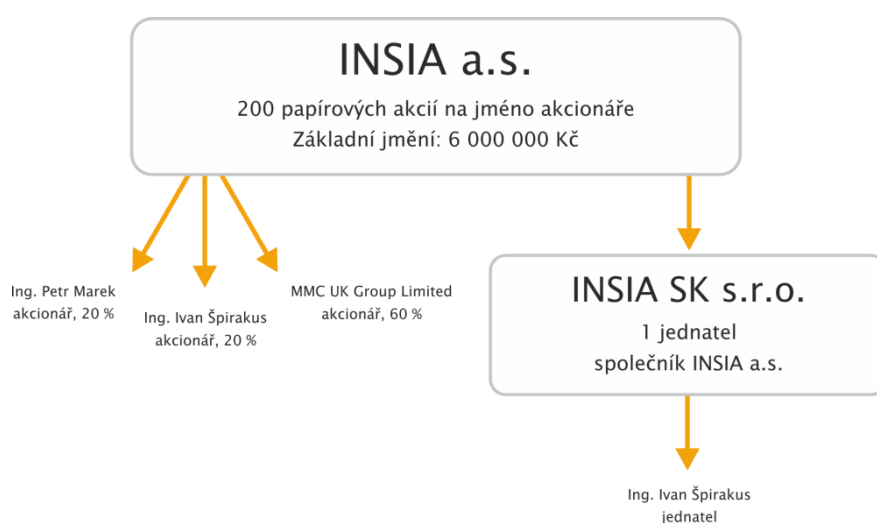 INSIA a.s.
200 papírových akcií na jméno akcionáře
Základní jmění: 6 000 000 Kč
Ing. Petr Marek
akcionář, 20 %
Ing. Ivan Špirakus
akcionář, 20 %
MMC UK Group Limited
akcionář, 60 %
INSIA SK s.r.o.
1 jednatel
společník INSIA a.s.
Ing. Ivan Špirakus
jednatel